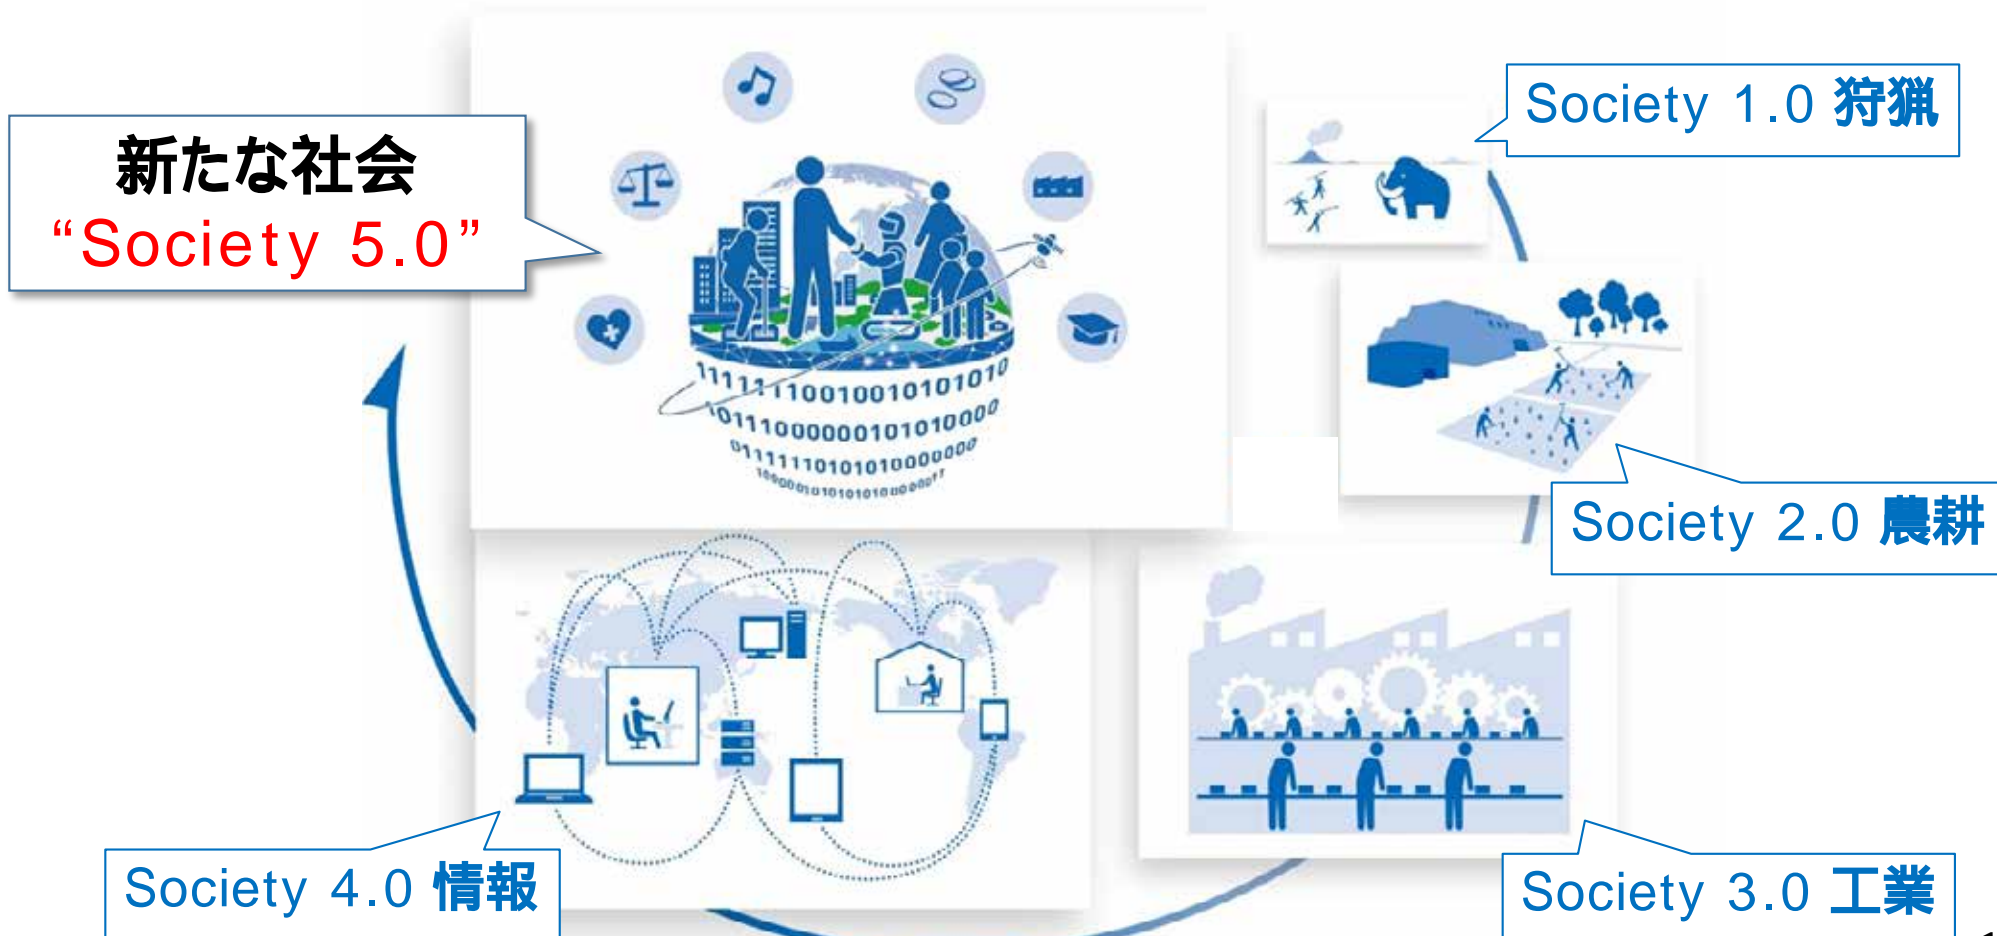 新たな社会
“Society 5.0”
Society 1.0 狩猟
Society 2.0 農耕
Society 3.0 工業
Society 4.0 情報